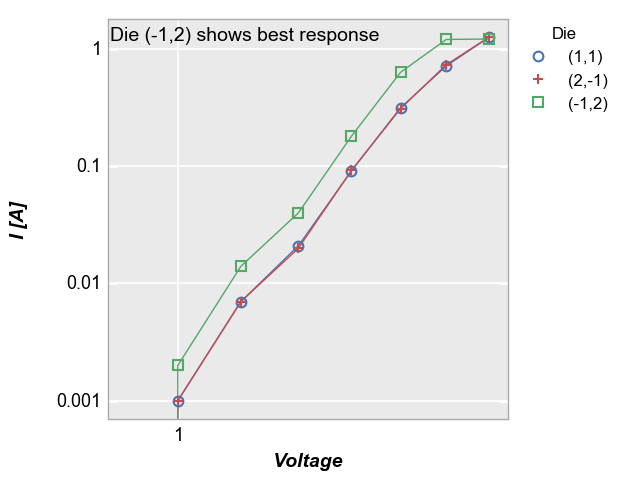 Die (-1,2) shows best response
Die
(1,1)
(2,-1)
(-1,2)
1
0.1
0.01
0.001
I [A]
1
Voltage